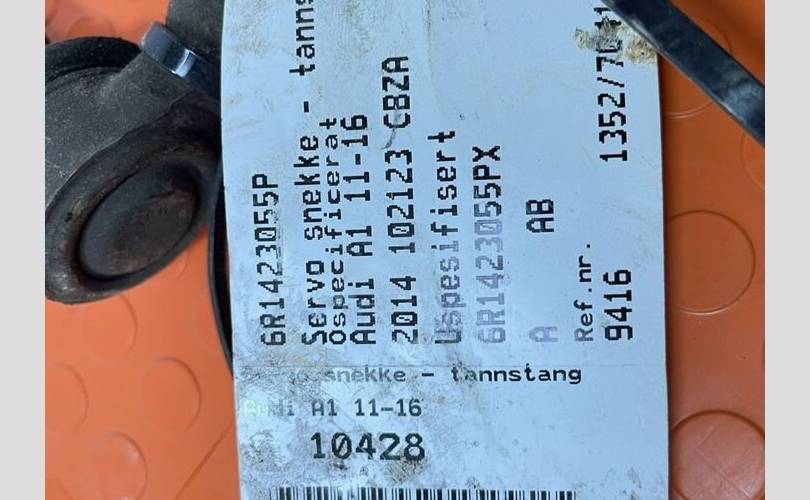 6R1423055P
Servo snekke - tanns
Ospecificerat
Audi A1 11-16
2014 102123 CBZA
Uspesifisert
6R1423055PX
A AB
Ref.nr.
9416 1352/7
snekke - tannstang
Audi A1 11-16
10428